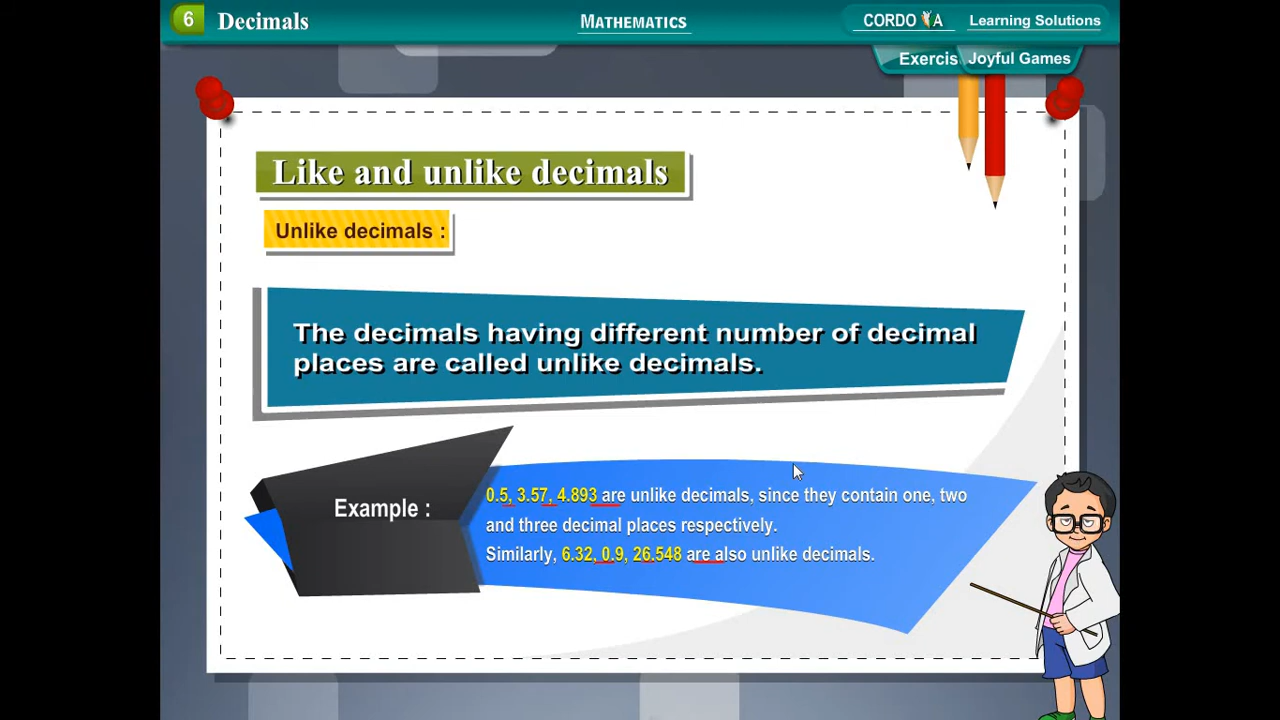 6 Decimals MATHEMATICS CORDOVA Learning Solutions
Exercis Joyful Games
Like and unlike decimals
Unlike decimals :
The decimals having different number of decimal
places are called unlike decimals.
Example :
0.5, 3.57, 4.893 are unlike decimals, since they contain one, two
and three decimal places respectively.
Similarly, 6.32, 0.9, 26.548 are also unlike decimals.